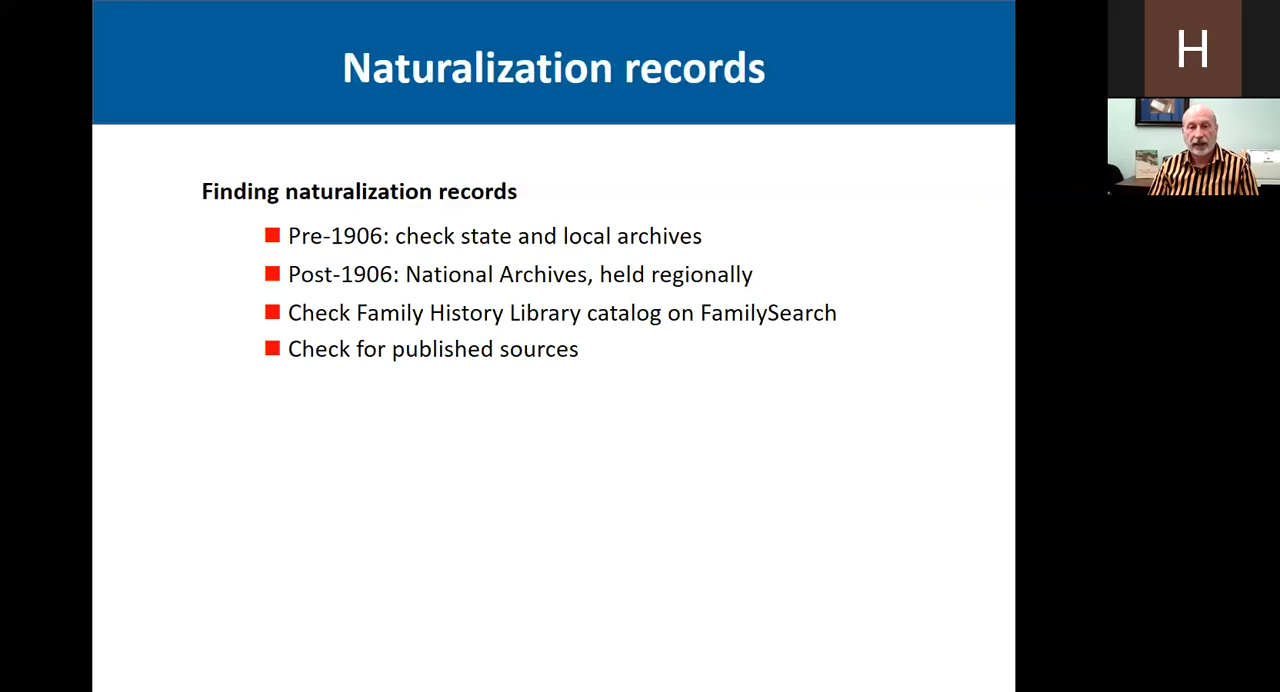 Naturalization records
H
Finding naturalization records
Pre-1906: check state and local archives
Post-1906: National Archives, held regionally
Check Family History Library catalog on FamilySearch
Check for published sources